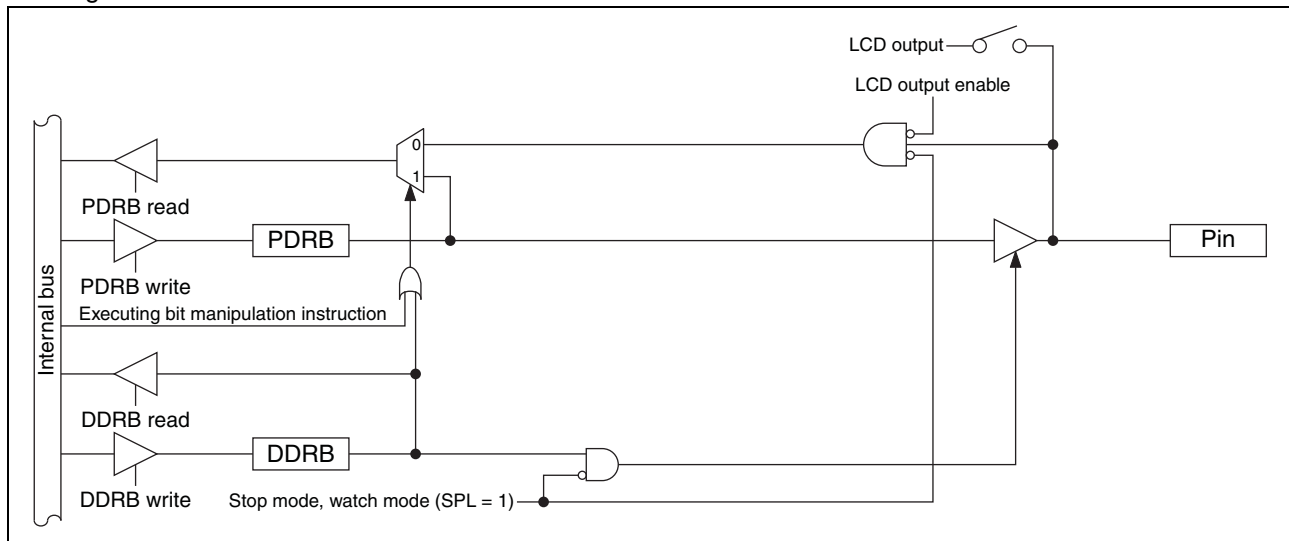 LCD output
LCD output enable
0
1
PDRB read
PDRB
Pin
PDRB write
Executing bit manipulation instruction
Internal bus
DDRB read
DDRB
DDRB write
Stop mode, watch mode (SPL = 1)